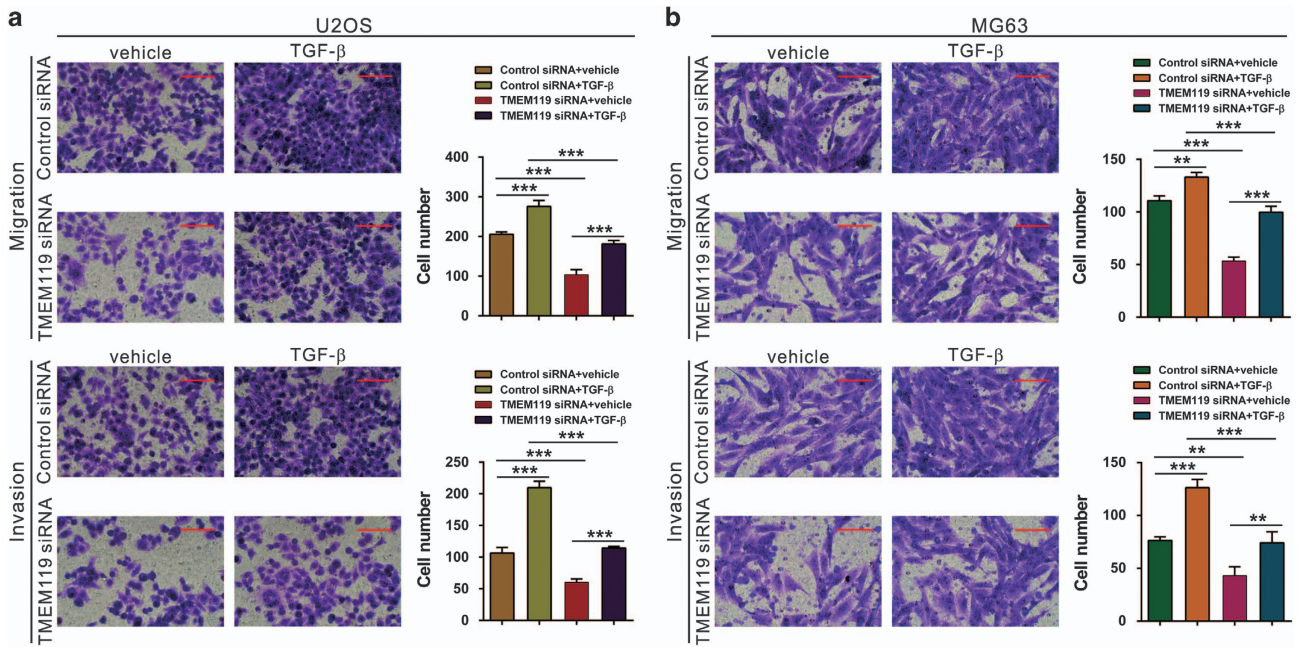 a
U2OS
vehicle
TGF-β
Migration
Control siRNA
TMEM119 siRNA
Control siRNA+vehicle
Control siRNA+TGF-β
TMEM119 siRNA+vehicle
TMEM119 siRNA+TGF-β
Cell number
400
300
200
100
0
***
***
***
***
vehicle
TGF-β
Invasion
Control siRNA
TMEM119 siRNA
Control siRNA+vehicle
Control siRNA+TGF-β
TMEM119 siRNA+vehicle
TMEM119 siRNA+TGF-β
Cell number
250
200
150
100
50
0
***
***
***
***
b
MG63
vehicle
TGF-β
Migration
Control siRNA
TMEM119 siRNA
Control siRNA+vehicle
Control siRNA+TGF-β
TMEM119 siRNA+vehicle
TMEM119 siRNA+TGF-β
Cell number
150
100
50
0
***
***
**
***
vehicle
TGF-β
Invasion
Control siRNA
TMEM119 siRNA
Control siRNA+vehicle
Control siRNA+TGF-β
TMEM119 siRNA+vehicle
TMEM119 siRNA+TGF-β
Cell number
150
100
50
0
***
**
***
**